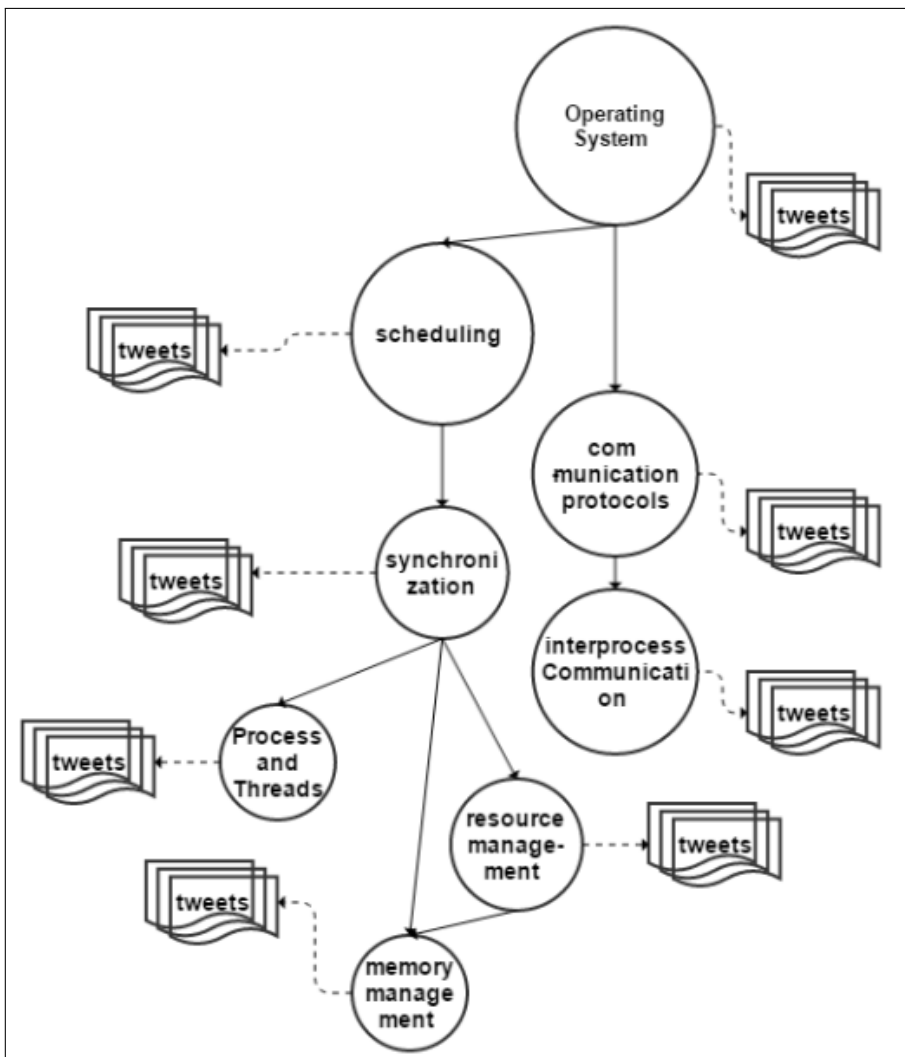 Operating
System
tweets
scheduling
tweets
com
-munication
protocols
tweets
synchroni
zation
tweets
interprocess
Communicati
on
tweets
Process
and
Threads
tweets
resource
manage-
ment
tweets
memory
manage
ment
tweets